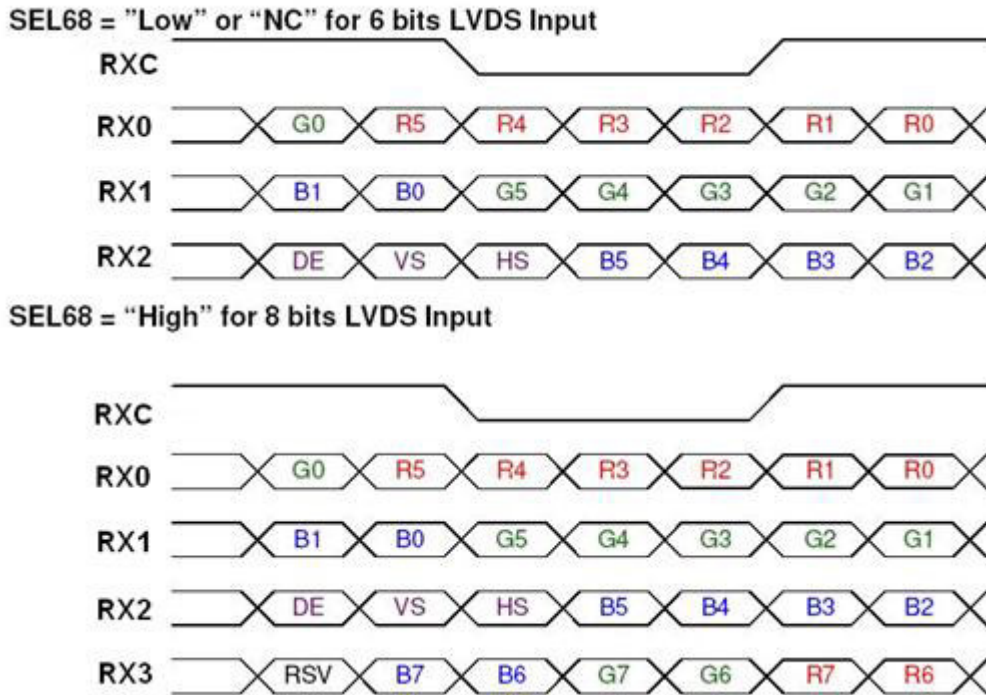 SEL68 = "Low" or “NC” for 6 bits LVDS Input
RXC
RX0 G0 R5 R4 R3 R2 R1 R0
RX1 B1 B0 G5 G4 G3 G2 G1
RX2 DE VS HS B5 B4 B3 B2
SEL68 = “High” for 8 bits LVDS Input
RXC
RX0 G0 R5 R4 R3 R2 R1 R0
RX1 B1 B0 G5 G4 G3 G2 G1
RX2 DE VS HS B5 B4 B3 B2
RX3 RSV B7 B6 G7 G6 R7 R6